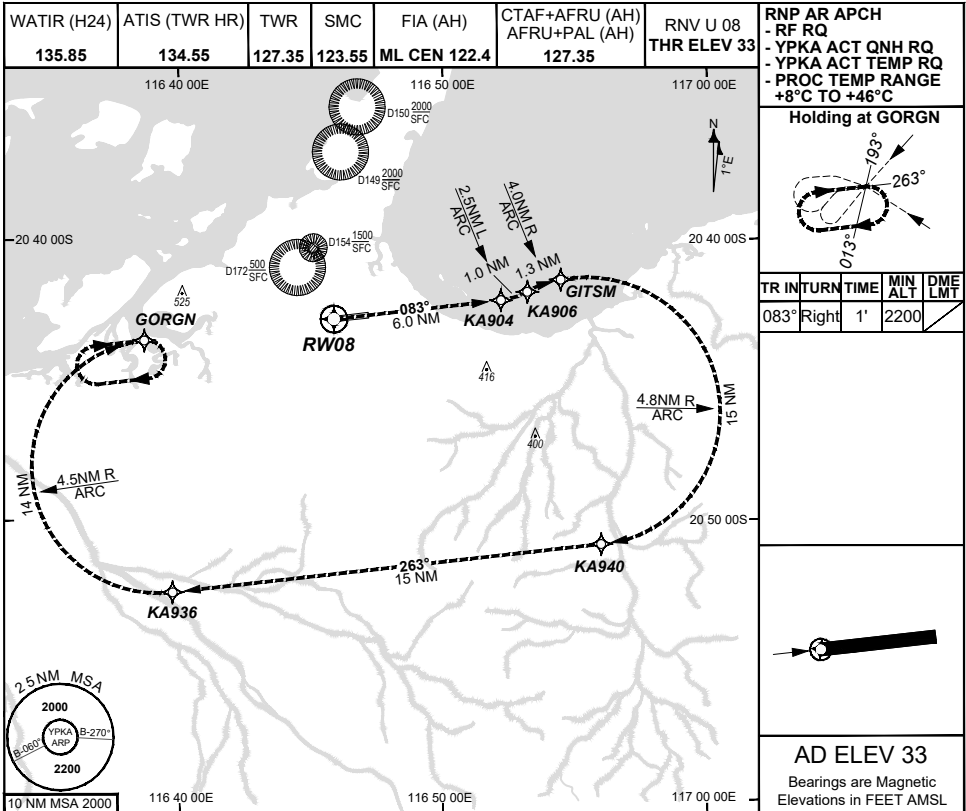 WATIR (H24)
135.85
ATIS (TWR HR)
134.55
TWR
127.35
SMC
123.55
FIA (AH)
ML CEN 122.4
CTAF+AFRU (AH)
AFRU+PAL (AH)
127.35
RNV U 08
THR ELEV 33
RNP AR APCH
- RF RQ
- YPKA ACT QNH RQ
- YPKA ACT TEMP RQ
- PROC TEMP RANGE
+8°C TO +46°C
116 40 00E
116 50 00E
117 00 00E
D150 2000
SFC
D149 2000
SFC
D154 1500
SFC
D172 500
SFC
N
1°E
20 40 00S
20 40 00S
2.5NM L
ARC
4.0NM R
ARC
1.0 NM
1.3 NM
GITSM
KA906
KA904
083°
6.0 NM
RW08
525
GORGN
416
400
4.8NM R
ARC
15 NM
4.5NM R
ARC
14 NM
20 50 00S
KA940
263°
15 NM
KA936
25NM MSA
2000
YPKA
ARP
B-060°
B-270°
2200
10 NM MSA 2000
116 40 00E
116 50 00E
117 00 00E
Holding at GORGN
193°
263°
013°
TR IN TURN TIME MIN ALT DME LMT
083° Right 1' 2200
AD ELEV 33
Bearings are Magnetic
Elevations in FEET AMSL